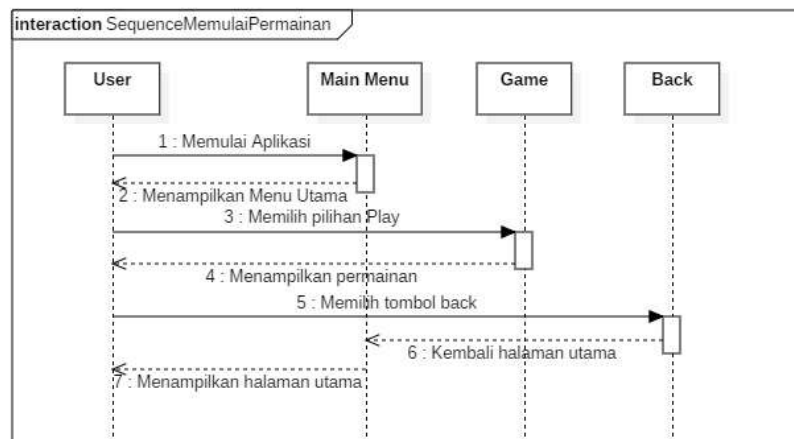 interaction SequenceMemulaiPermainan
User
Main Menu
Game
Back
1 : Memulai Aplikasi
2 : Menampilkan Menu Utama
3 : Memilih pilihan Play
4 : Menampilkan permainan
5 : Memilih tombol back
6 : Kembali halaman utama
7 : Menampilkan halaman utama